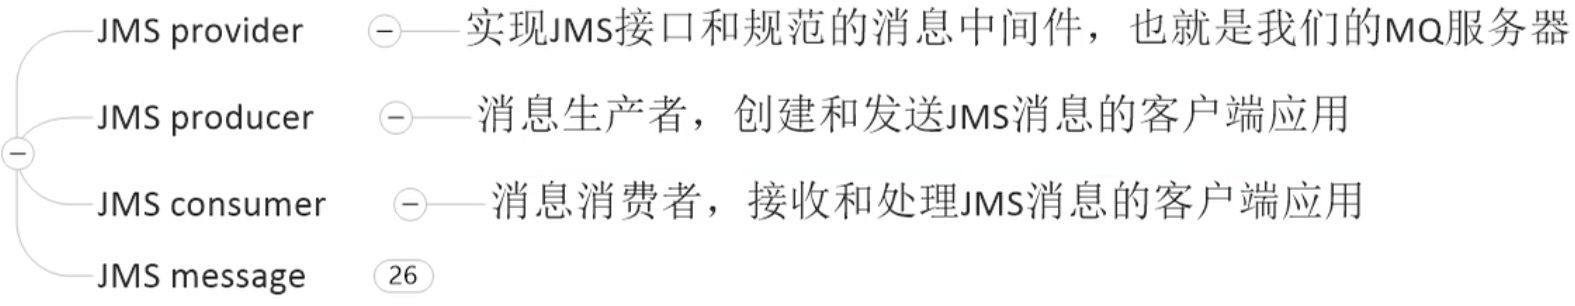 JMS provider 实现JMS接口和规范的消息中间件，也就是我们的MQ服务器
JMS producer 消息生产者，创建和发送JMS消息的客户端应用
JMS consumer 消息消费者，接收和处理JMS消息的客户端应用
JMS message 26